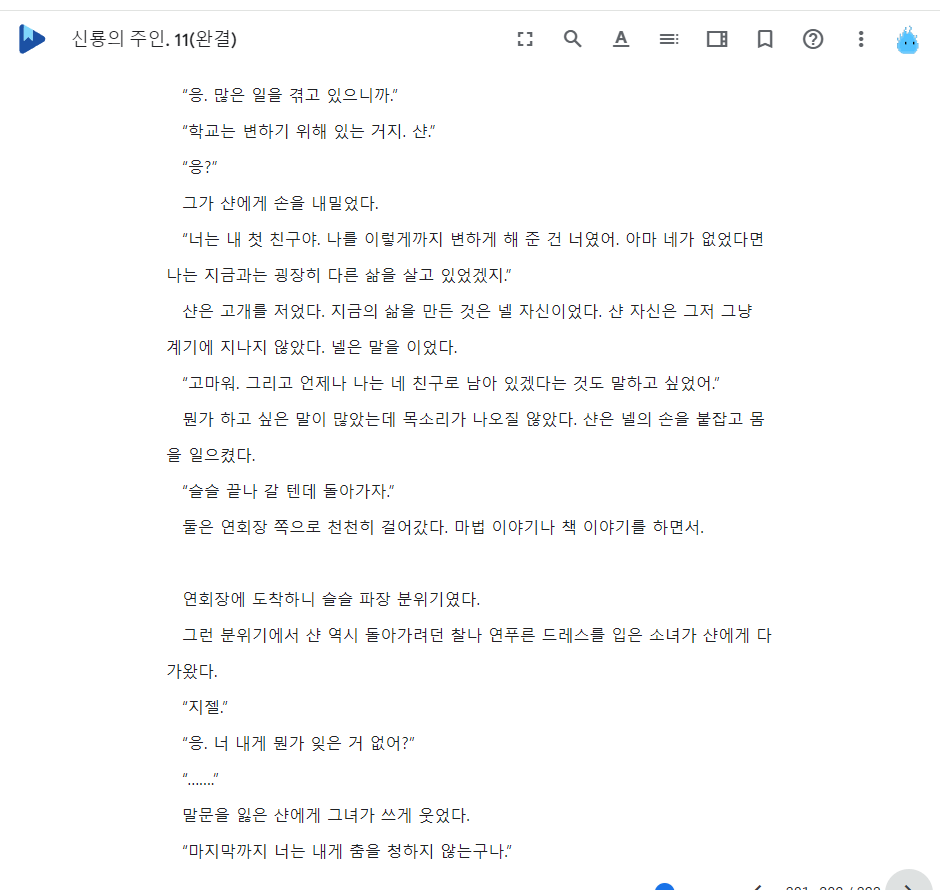 신룡의 주인. 11(완결)
“응. 많은 일을 겪고 있으니까.”
“학교는 변하기 위해 있는 거지. 샨.”
“응?”
그가 샨에게 손을 내밀었다.
“너는 내 첫 친구야. 나를 이렇게까지 변하게 해 준 건 너였어. 아마 네가 없었다면
나는 지금과는 굉장히 다른 삶을 살고 있었겠지.”
샨은 고개를 저었다. 지금의 삶을 만든 것은 넬 자신이었다. 샨 자신은 그저 그냥
계기에 지나지 않았다. 넬은 말을 이었다.
“고마워. 그리고 언제나 나는 네 친구로 남아 있겠다는 것도 말하고 싶었어.”
뭔가 하고 싶은 말이 많았는데 목소리가 나오질 않았다. 샨은 넬의 손을 붙잡고 몸
을 일으켰다.
“슬슬 끝나 갈 텐데 돌아가자.”
둘은 연회장 쪽으로 천천히 걸어갔다. 마법 이야기나 책 이야기를 하면서.
연회장에 도착하니 슬슬 파장 분위기였다.
그런 분위기에서 샨 역시 돌아가려던 찰나 연푸른 드레스를 입은 소녀가 샨에게 다
가왔다.
“지젤.”
“응. 너 내게 뭔가 잊은 거 없어?”
“…….”
말문을 잃은 샨에게 그녀가 쓰게 웃었다.
“마지막까지 너는 내게 춤을 청하지 않는구나.”